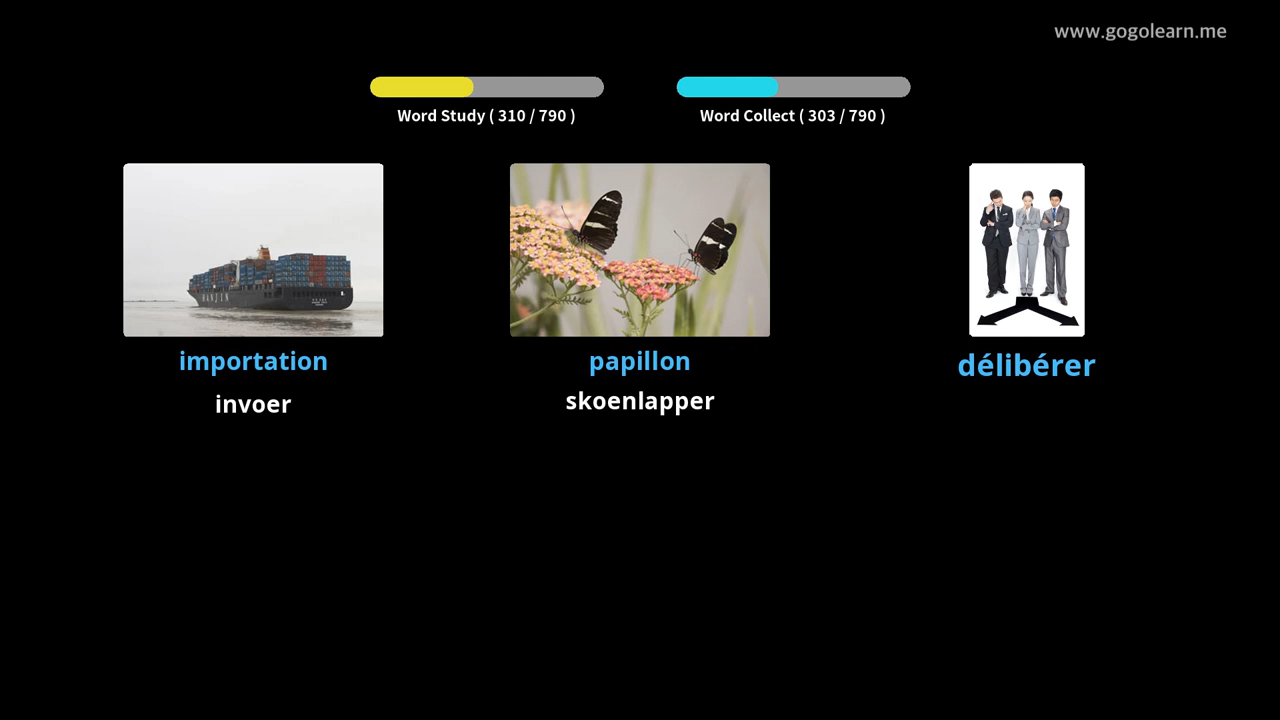 www.gogolearn.me
Word Study ( 310 / 790 )
Word Collect ( 303 / 790 )
importation
papillon
délibérer
invoer
skoenlapper